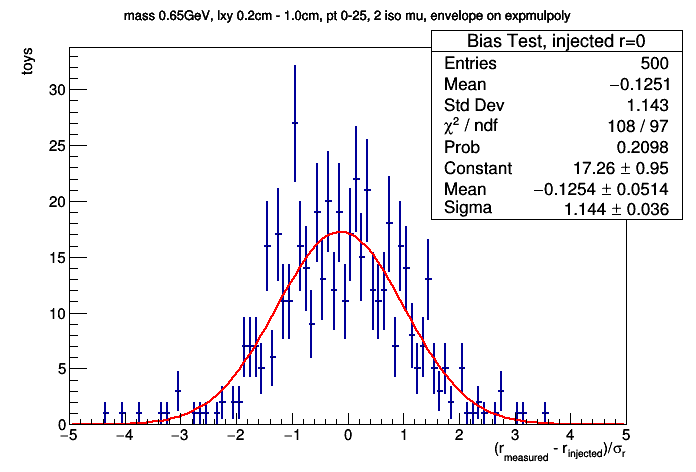 mass 0.65GeV, lxy 0.2cm - 1.0cm, pt 0-25, 2 iso mu, envelope on expmulpoly
Bias Test, injected r=0
Entries 500
Mean −0.1251
Std Dev 1.143
χ² / ndf 108 / 97
Prob 0.2098
Constant 17.26 ± 0.95
Mean −0.1254 ± 0.0514
Sigma 1.144 ± 0.036
toys
30
25
20
15
10
5
0
−5 −4 −3 −2 −1 0 1 2 3 4 5
(r_measured - r_injected)/σ_r